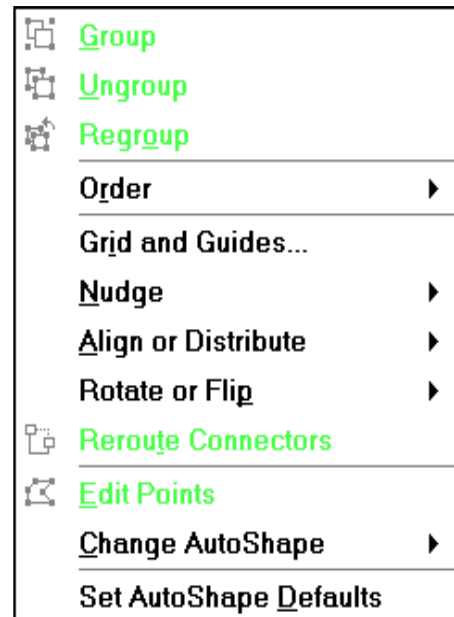 Group
Ungroup
Regroup
Order
Grid and Guides...
Nudge
Align or Distribute
Rotate or Flip
Reroute Connectors
Edit Points
Change AutoShape
Set AutoShape Defaults